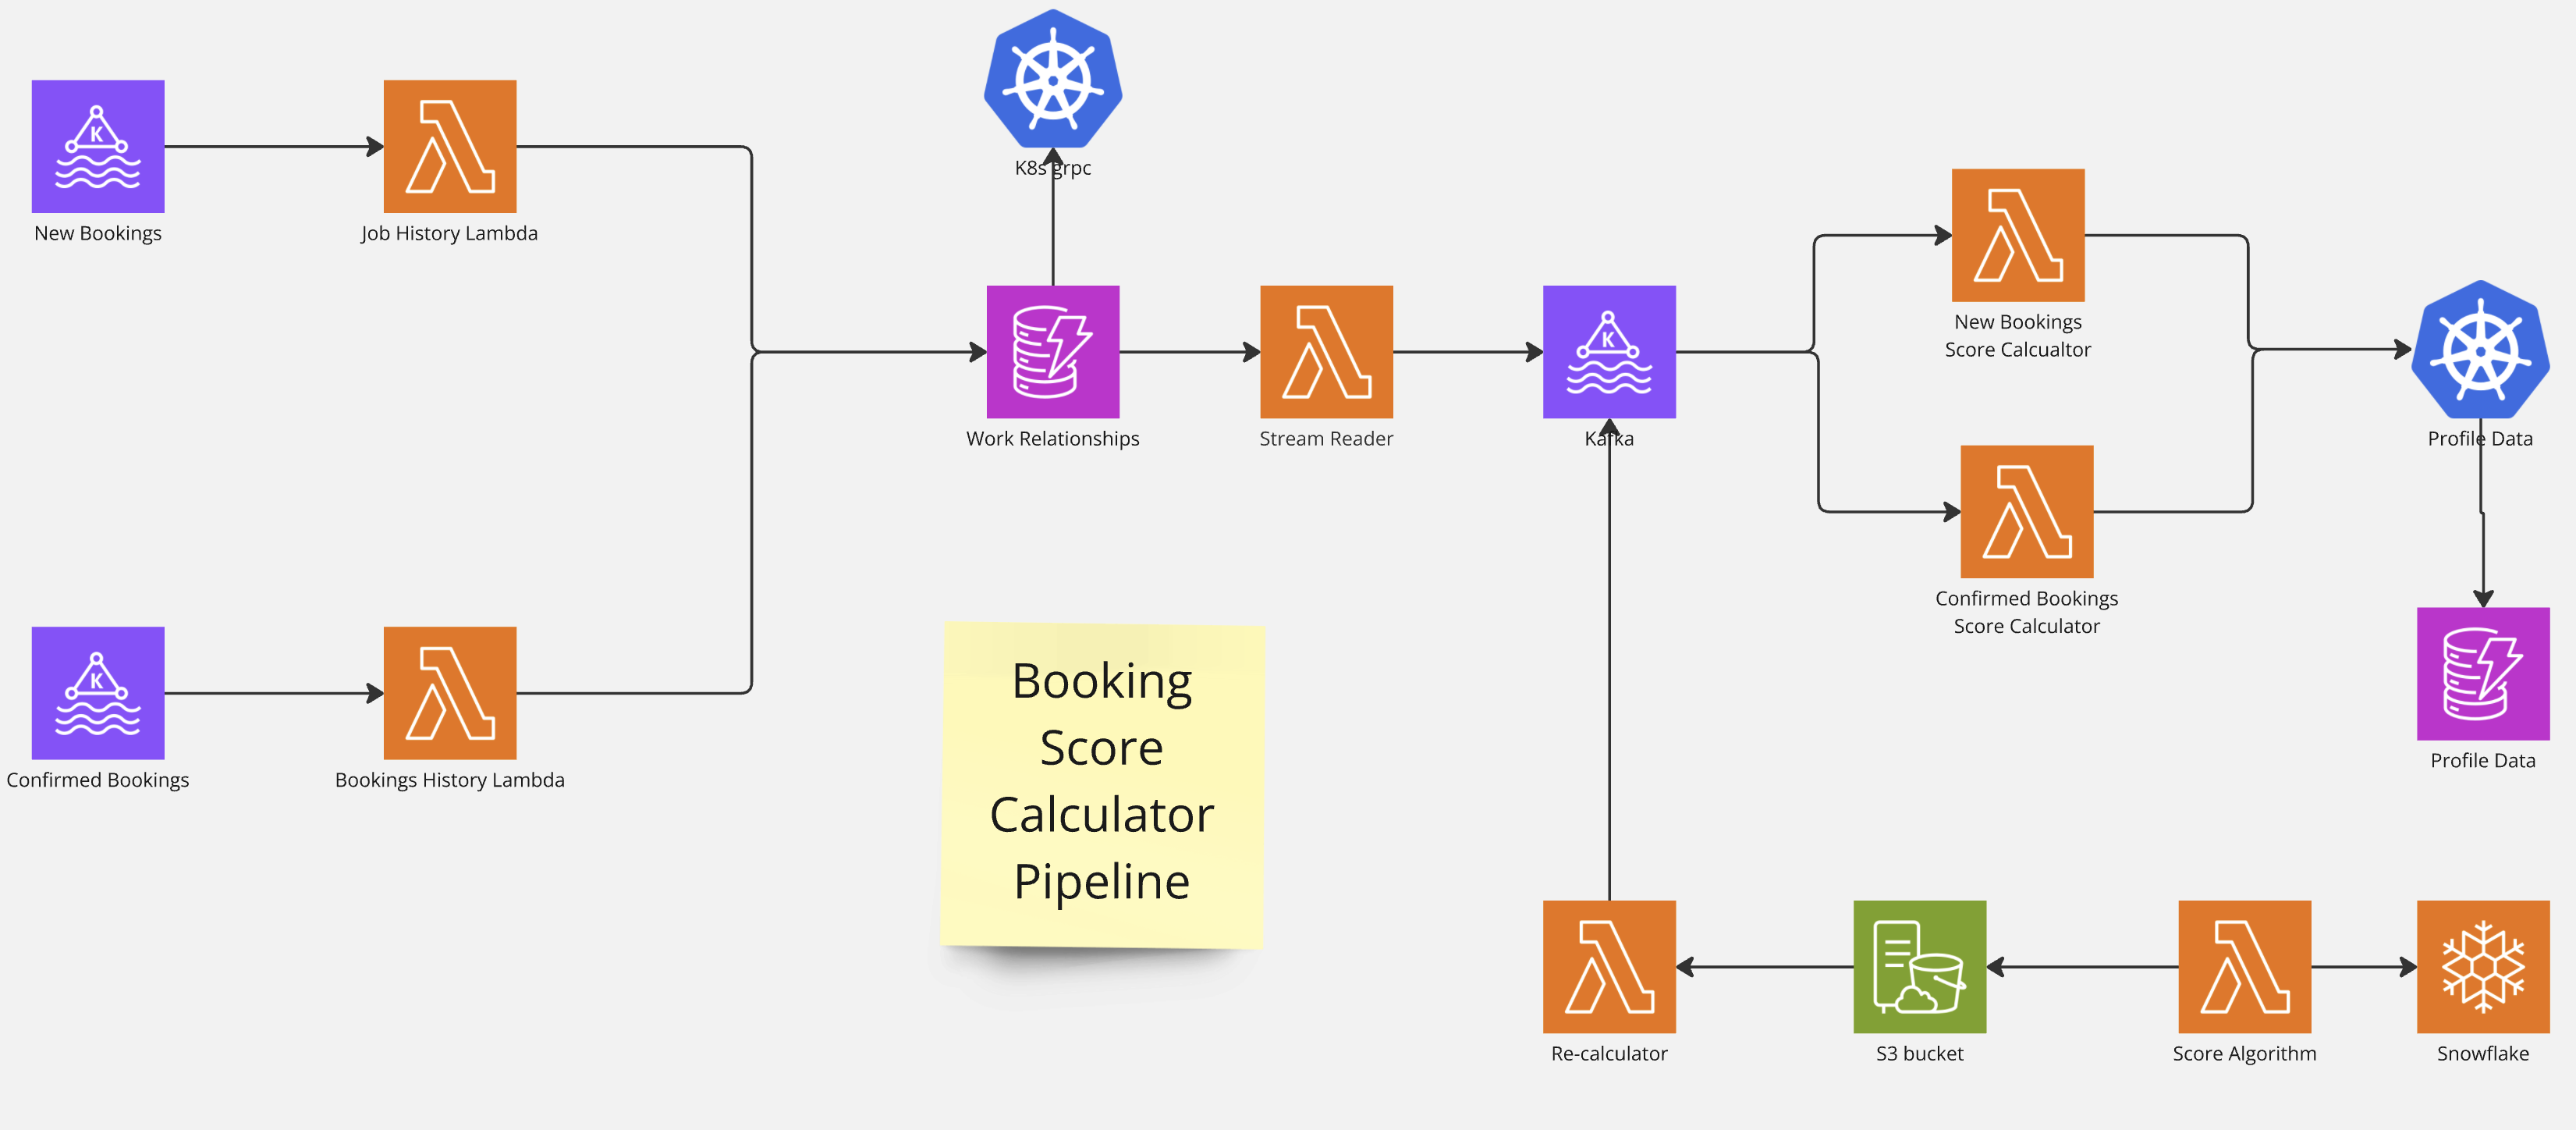 K8s grpc
K
New Bookings
Job History Lambda
New Bookings
Score Calcualtor
K
Work Relationships
Stream Reader
Kafka
Profile Data
Confirmed Bookings
Score Calculator
K
Confirmed Bookings
Bookings History Lambda
Booking
Score
Calculator
Pipeline
Profile Data
Re-calculator
S3 bucket
Score Algorithm
Snowflake